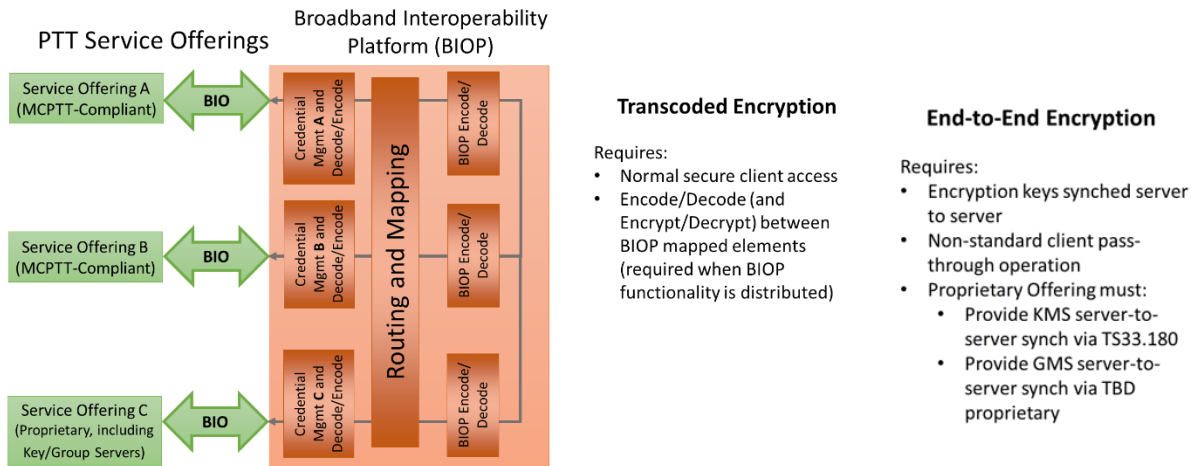 PTT Service Offerings
Broadband Interoperability
Platform (BIOP)
Service Offering A
(MCPTT-Compliant)
BIO
Credential
Mgmt A and
Decode/Encode
BIOP Encode/
Decode
Service Offering B
(MCPTT-Compliant)
BIO
Credential
Mgmt B and
Decode/Encode
Routing and Mapping
BIOP Encode/
Decode
Service Offering C
(Proprietary, including
Key/Group Servers)
BIO
Credential
Mgmt C and
Decode/Encode
BIOP Encode/
Decode
Transcoded Encryption
Requires:
• Normal secure client access
• Encode/Decode (and
Encrypt/Decrypt) between
BIOP mapped elements
(required when BIOP
functionality is distributed)
End-to-End Encryption
Requires:
• Encryption keys synched server
to server
• Non-standard client pass-
through operation
• Proprietary Offering must:
• Provide KMS server-to-
server synch via TS33.180
• Provide GMS server-to-
server synch via TBD
proprietary